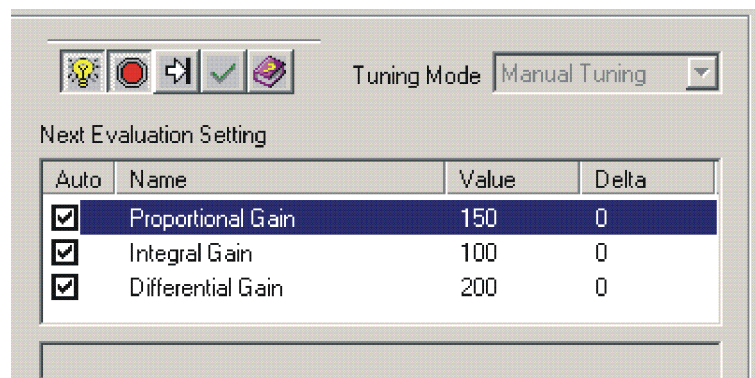 Tuning Mode Manual Tuning
Next Evaluation Setting
Auto Name Value Delta
Proportional Gain 150 0
Integral Gain 100 0
Differential Gain 200 0